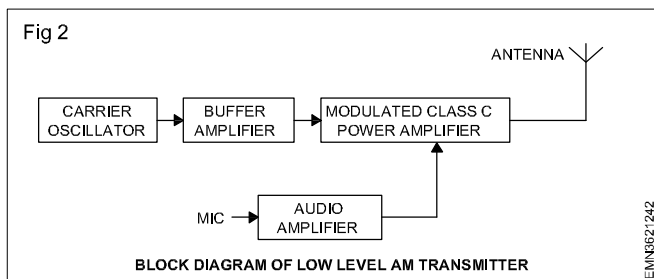 Fig 2
ANTENNA
CARRIER
OSCILLATOR
BUFFER
AMPLIFIER
MODULATED CLASS C
POWER AMPLIFIER
MIC
AUDIO
AMPLIFIER
BLOCK DIAGRAM OF LOW LEVEL AM TRANSMITTER
EMN3621242